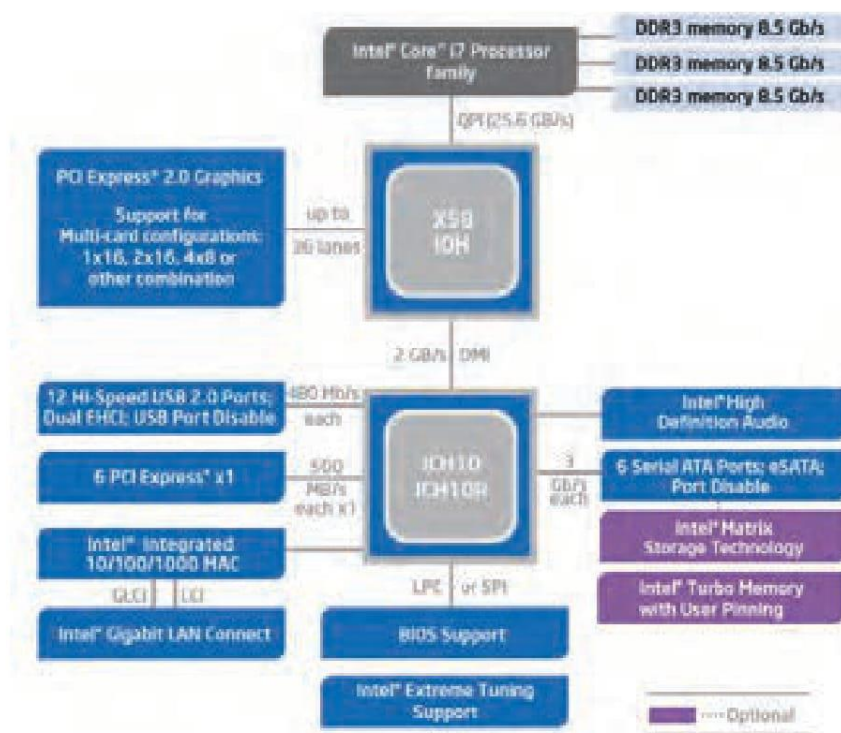 Intel® Core™ i7 Processor
family
DDR3 memory 8.5 Gb/s
DDR3 memory 8.5 Gb/s
DDR3 memory 8.5 Gb/s
QPI (25.6 GB/s)
PCI Express® 2.0 Graphics
Support for
Multi-card configurations:
1x16, 2x16, 4x8 or
other combination
up to
36 lanes
X58
IOH
2 GB/s DMI
12 Hi-Speed USB 2.0 Ports;
Dual EHCI; USB Port Disable
480 Mb/s
each
Intel® High
Definition Audio
6 PCI Express® x1
500
MB/s
each x1
ICH10
ICH10R
3
Gb/s
each
6 Serial ATA Ports; eSATA;
Port Disable
Intel® Matrix
Storage Technology
Intel® Integrated
10/100/1000 MAC
GLCI LCI
Intel® Turbo Memory
with User Pinning
LPC or SPI
Intel® Gigabit LAN Connect
BIOS Support
Intel® Extreme Tuning
Support
Optional